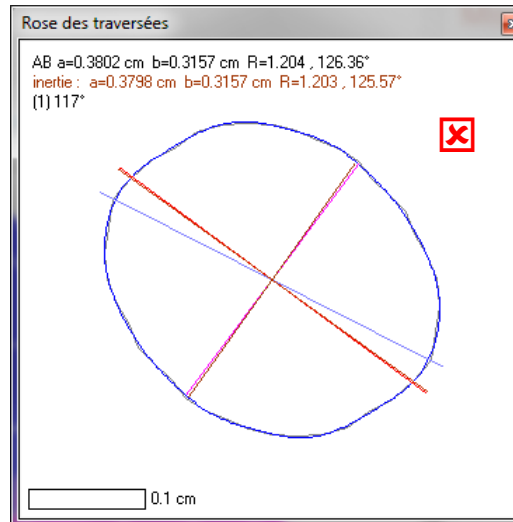 Rose des traversées
AB a=0.3802 cm b=0.3157 cm R=1.204 , 126.36°
inertie : a=0.3798 cm b=0.3157 cm R=1.203 , 125.57°
(1) 117°
0.1 cm